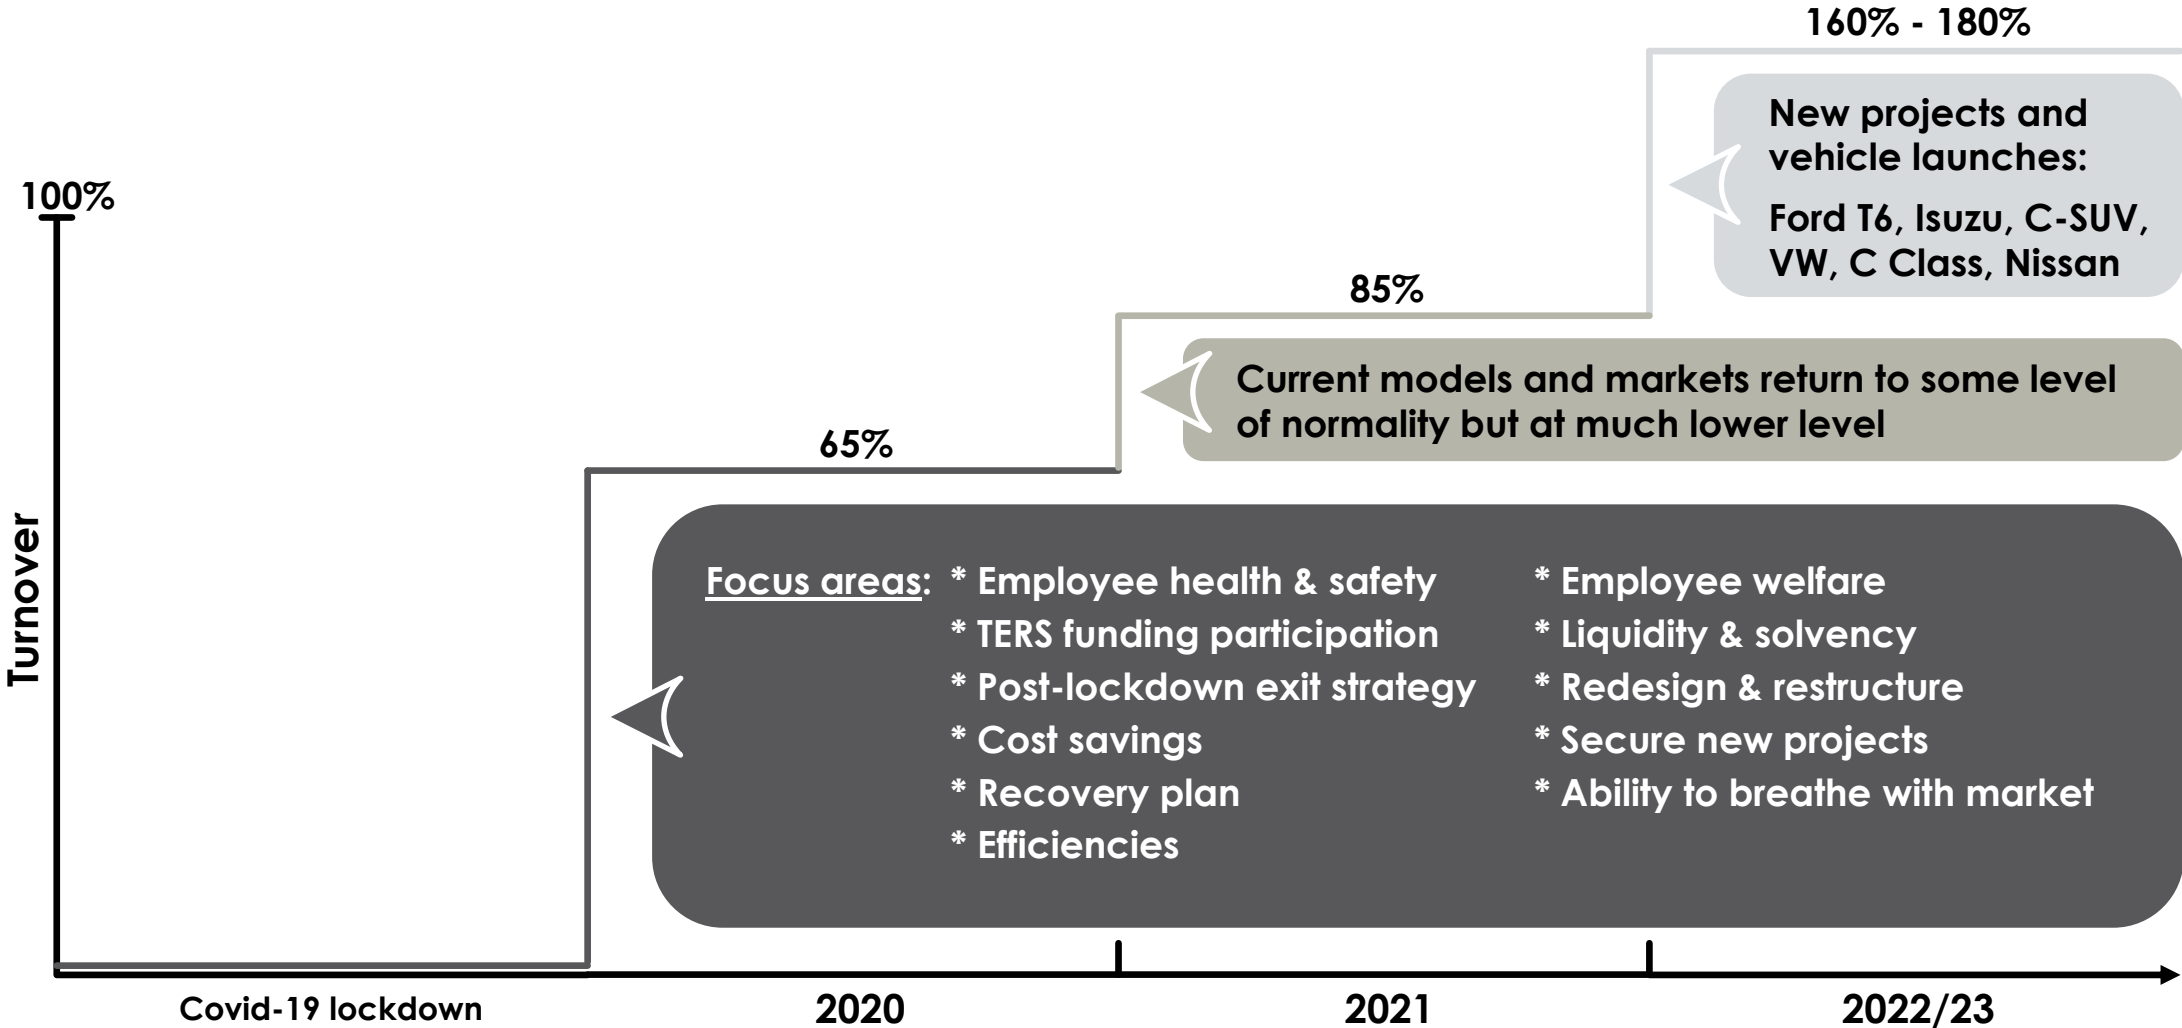 160% - 180%
New projects and
vehicle launches:
Ford T6, Isuzu, C-SUV,
VW, C Class, Nissan
100%
85%
Current models and markets return to some level
of normality but at much lower level
65%
Turnover
Focus areas: * Employee health & safety
* TERS funding participation
* Post-lockdown exit strategy
* Cost savings
* Recovery plan
* Efficiencies
* Employee welfare
* Liquidity & solvency
* Redesign & restructure
* Secure new projects
* Ability to breathe with market
Covid-19 lockdown
2020
2021
2022/23